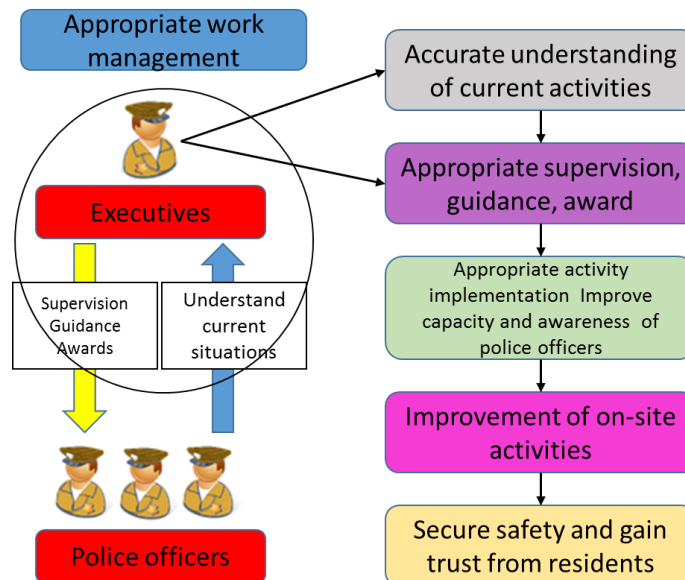 Appropriate work
management
Executives
Supervision
Guidance
Awards
Understand
current
situations
Police officers
Accurate understanding
of current activities
Appropriate supervision,
guidance, award
Appropriate activity
implementation Improve
capacity and awareness of
police officers
Improvement of on-site
activities
Secure safety and gain
trust from residents